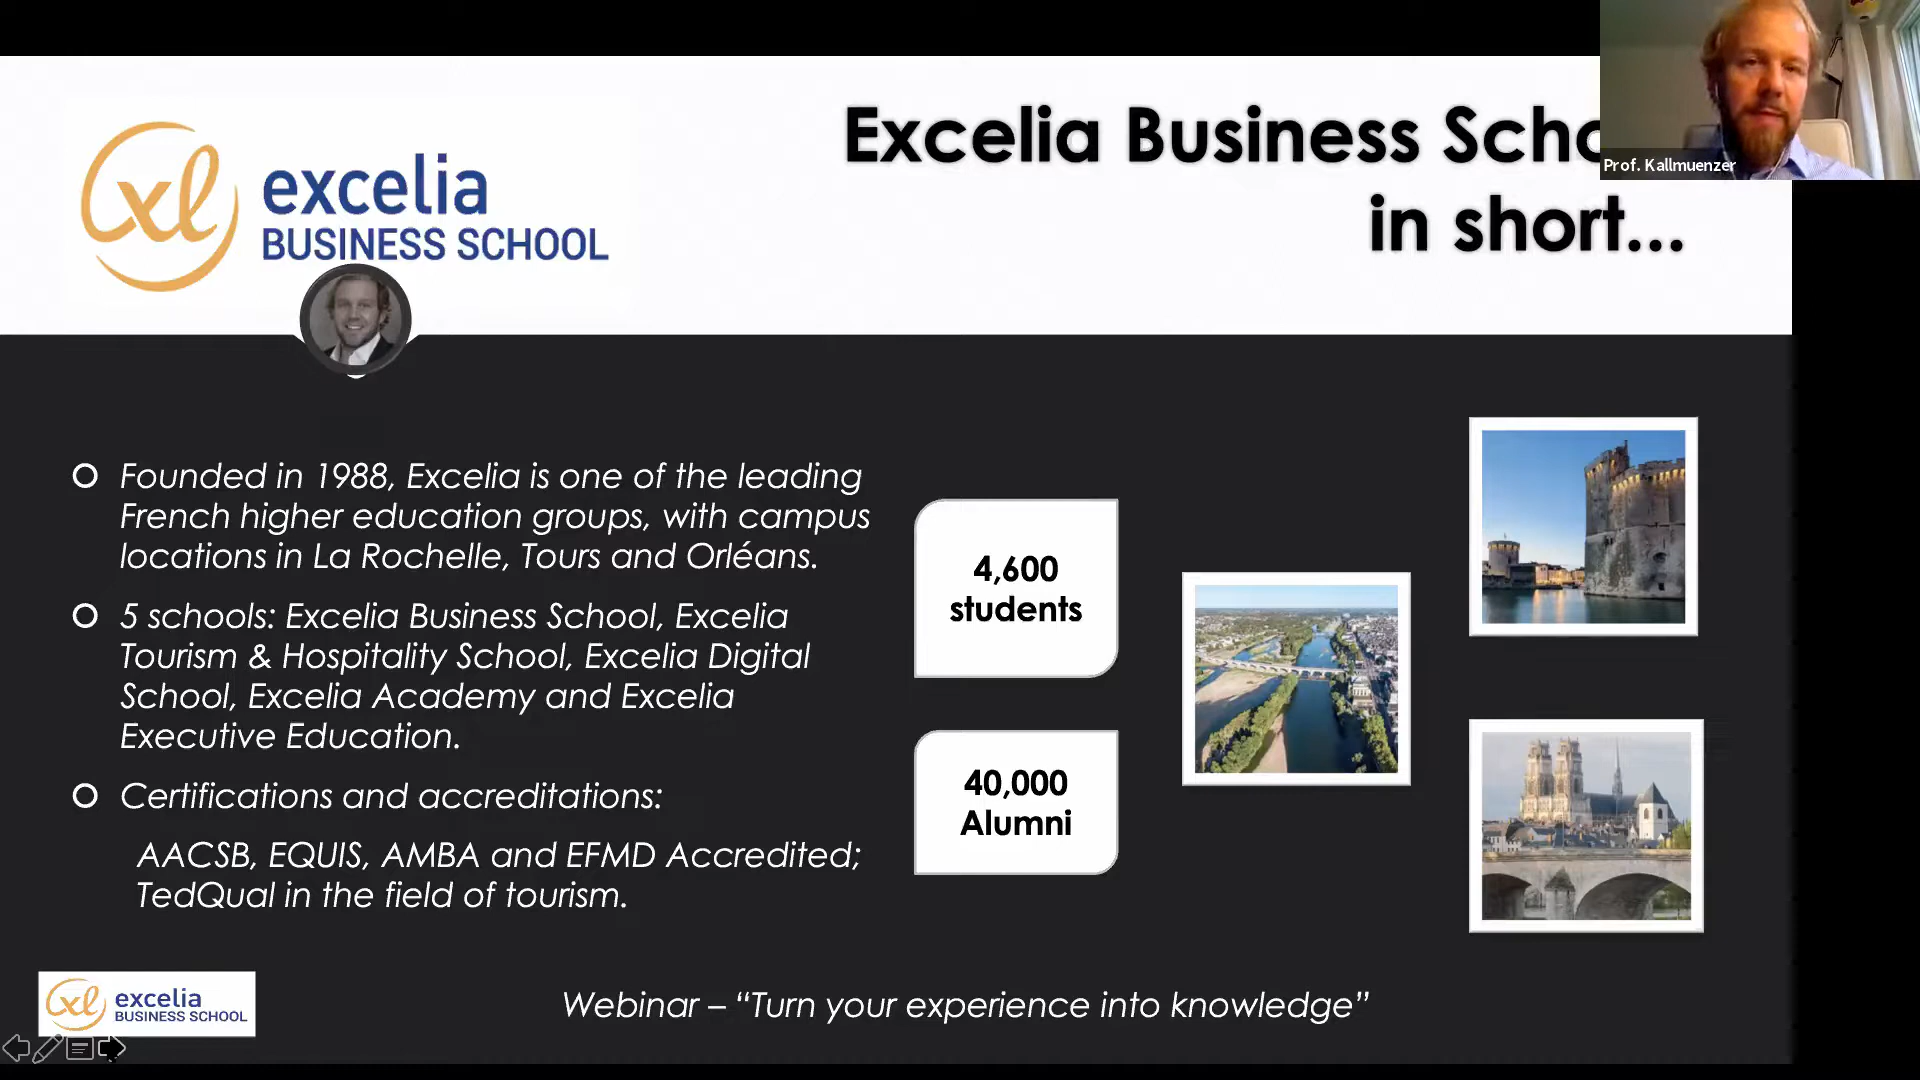 Excelia Business Scho
in short...
Prof. Kallmuenzer
xl excelia
BUSINESS SCHOOL
Founded in 1988, Excelia is one of the leading
French higher education groups, with campus
locations in La Rochelle, Tours and Orléans.
5 schools: Excelia Business School, Excelia
Tourism & Hospitality School, Excelia Digital
School, Excelia Academy and Excelia
Executive Education.
Certifications and accreditations:
AACSB, EQUIS, AMBA and EFMD Accredited;
TedQual in the field of tourism.
4,600
students
40,000
Alumni
xl excelia
BUSINESS SCHOOL
Webinar – “Turn your experience into knowledge”